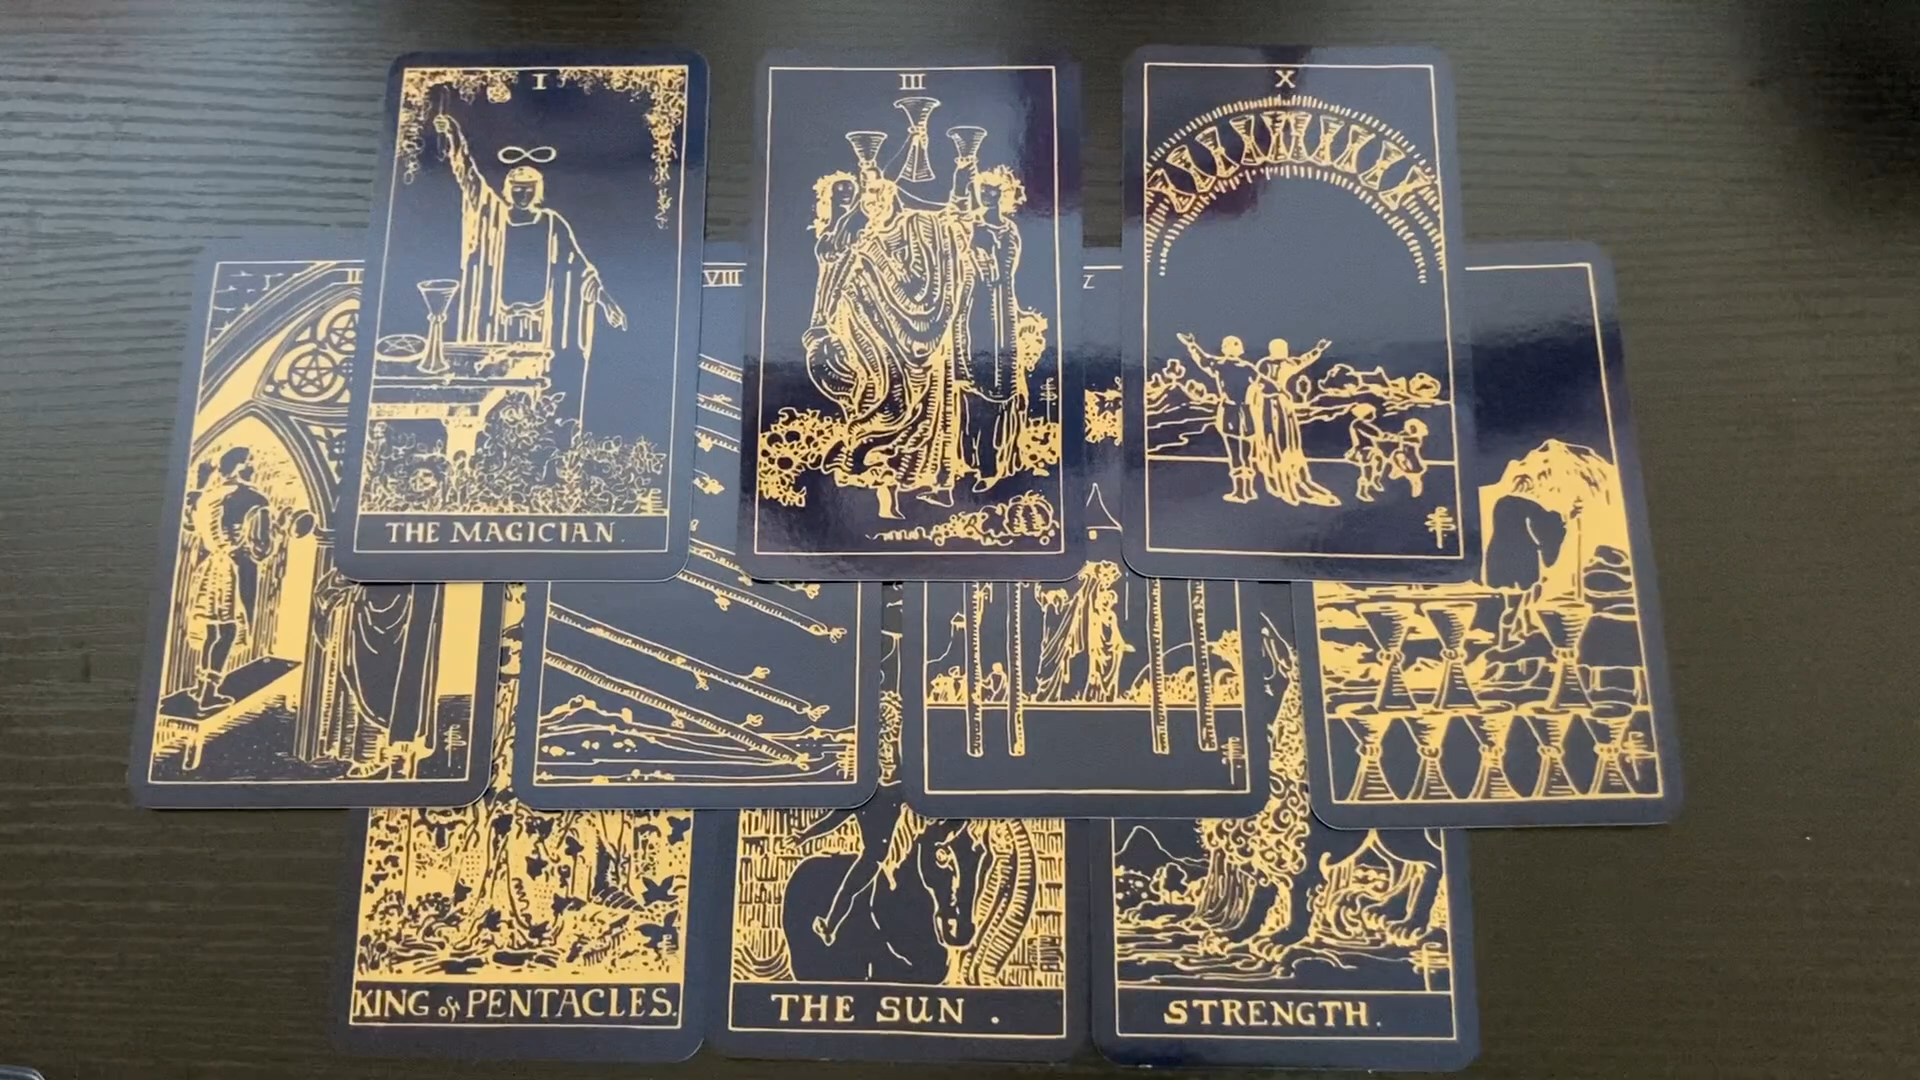 I
III
X
VIII
THE MAGICIAN.
KING of PENTACLES.
THE SUN.
STRENGTH.